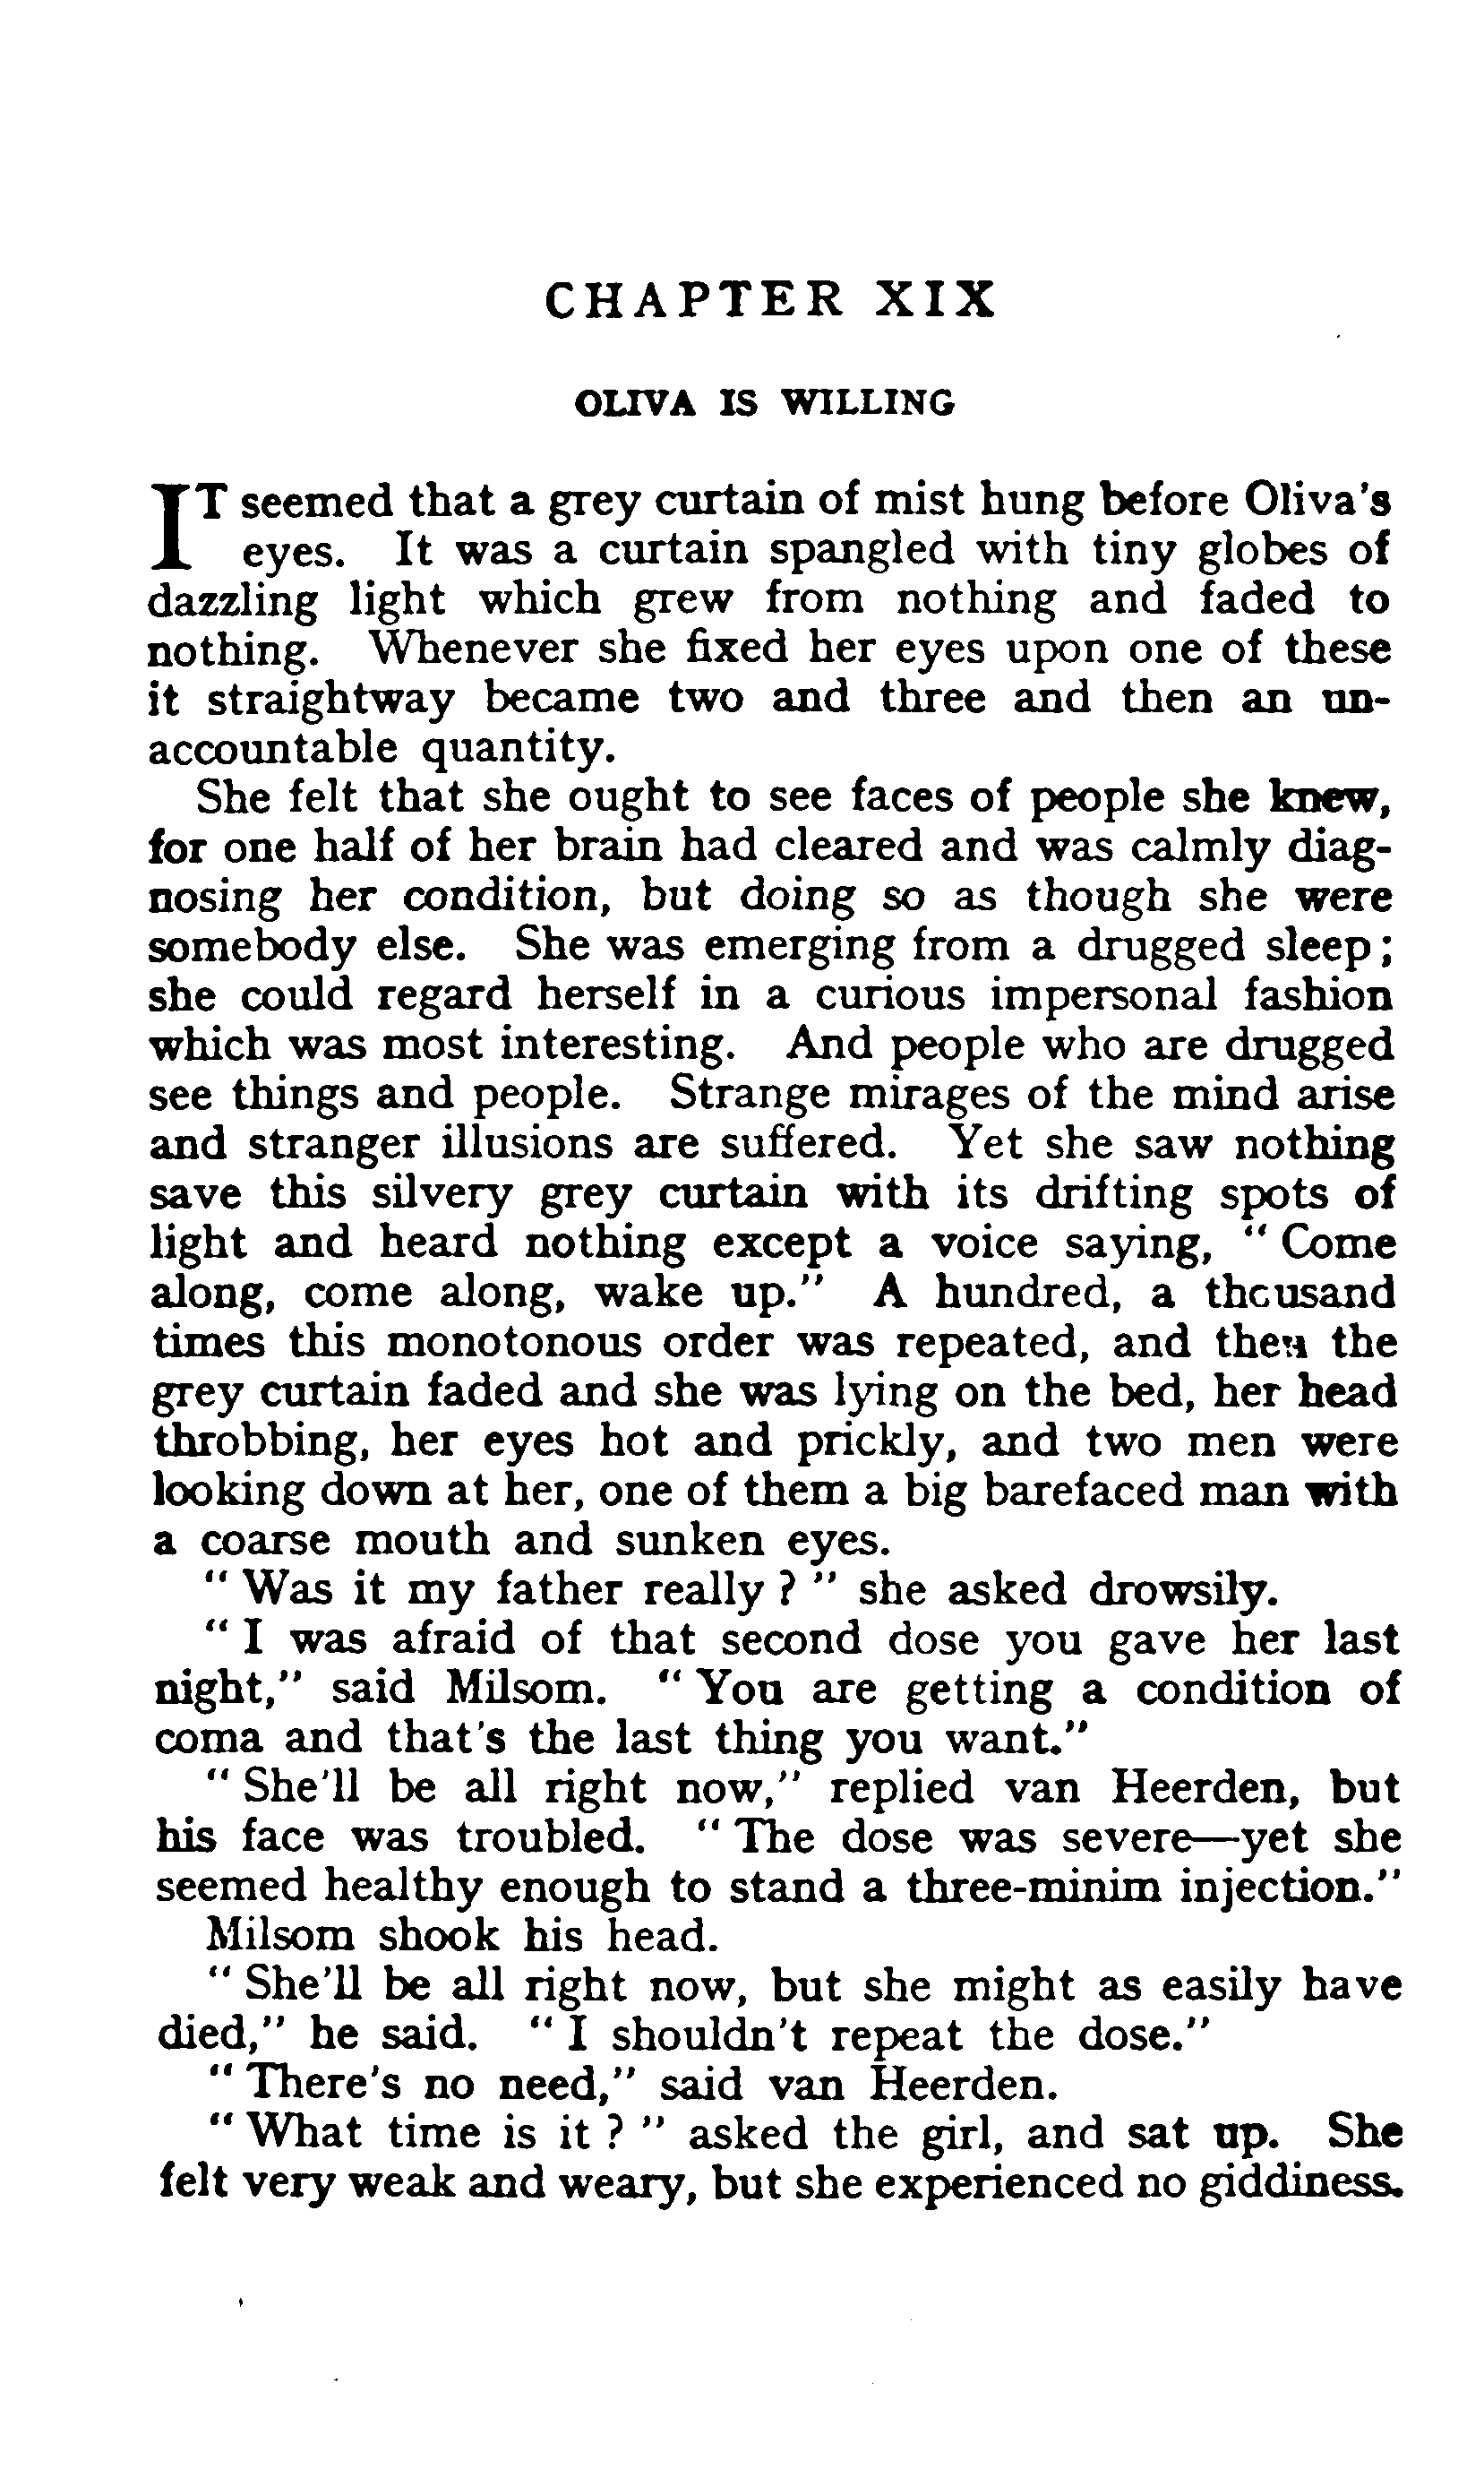 CHAPTER XIX
OLIVA IS WILLING
IT seemed that a grey curtain of mist hung before Oliva's
eyes. It was a curtain spangled with tiny globes of
dazzling light which grew from nothing and faded to
nothing. Whenever she fixed her eyes upon one of these
it straightway became two and three and then an un-
accountable quantity.
She felt that she ought to see faces of people she knew,
for one half of her brain had cleared and was calmly diag-
nosing her condition, but doing so as though she were
somebody else. She was emerging from a drugged sleep;
she could regard herself in a curious impersonal fashion
which was most interesting. And people who are drugged
see things and people. Strange mirages of the mind arise
and stranger illusions are suffered. Yet she saw nothing
save this silvery grey curtain with its drifting spots of
light and heard nothing except a voice saying, "Come
along, come along, wake up." A hundred, a thousand
times this monotonous order was repeated, and then the
grey curtain faded and she was lying on the bed, her head
throbbing, her eyes hot and prickly, and two men were
looking down at her, one of them a big barefaced man with
a coarse mouth and sunken eyes.
"Was it my father really?" she asked drowsily.
"I was afraid of that second dose you gave her last
night," said Milsom. "You are getting a condition of
coma and that's the last thing you want."
"She'll be all right now," replied van Heerden, but
his face was troubled. "The dose was severe—yet she
seemed healthy enough to stand a three-minim injection."
Milsom shook his head.
"She'll be all right now, but she might as easily have
died," he said. "I shouldn't repeat the dose."
"There's no need," said van Heerden.
"What time is it?" asked the girl, and sat up. She
felt very weak and weary, but she experienced no giddiness.